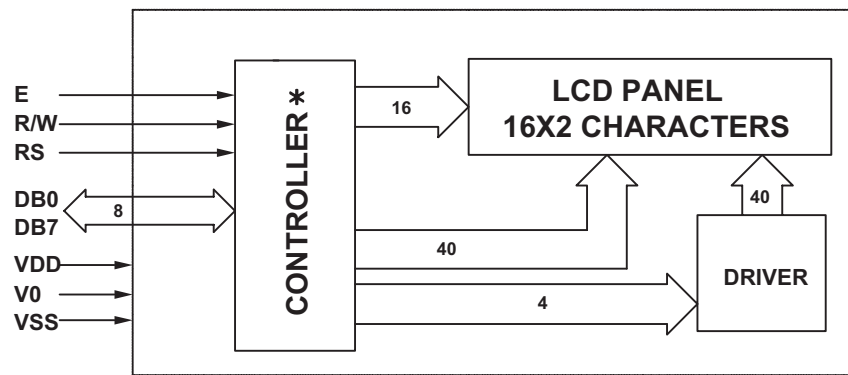 E
R/W
RS
DB0
DB7
8
VDD
V0
VSS
CONTROLLER*
16
40
4
LCD PANEL
16X2 CHARACTERS
40
DRIVER